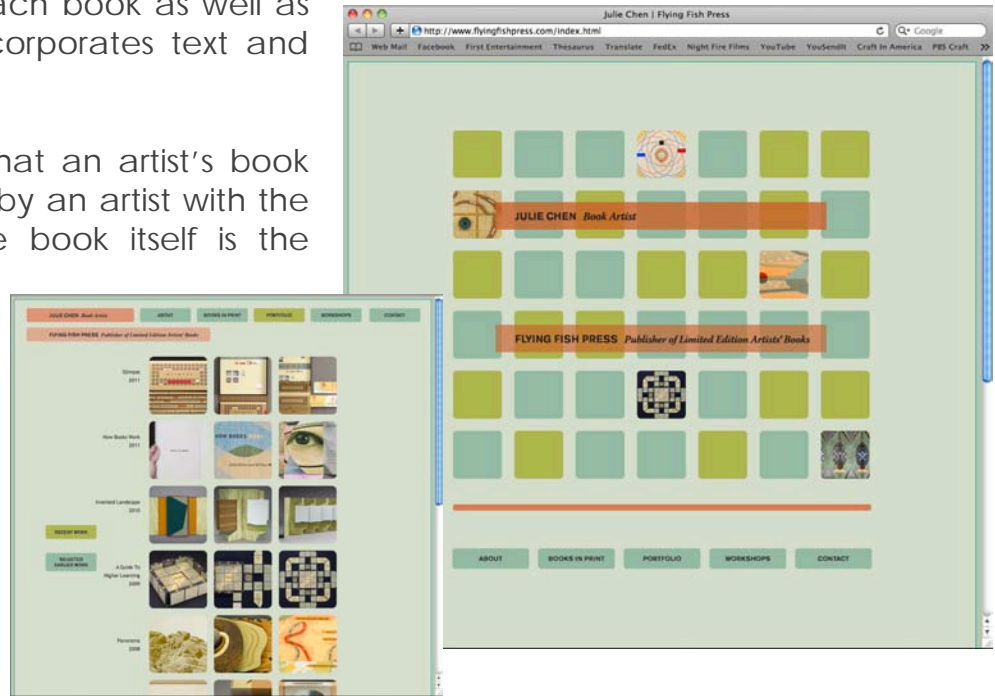 ach book as well as
corporates text and
hat an artist's book
by an artist with the
e book itself is the
Julie Chen | Flying Fish Press
http://www.flyingfishpress.com/index.html
Google
Web Mail Facebook First Entertainment Thesaurus Translate FedEx Night Fire Films YouTube YouSendIt Craft In America PBS Craft
JULIE CHEN Book Artist
FLYING FISH PRESS Publisher of Limited Edition Artists' Books
ABOUT BOOKS IN PRINT PORTFOLIO WORKSHOPS CONTACT
JULIE CHEN Book Artist ABOUT BOOKS IN PRINT PORTFOLIO WORKSHOPS CONTACT
FLYING FISH PRESS Publisher of Limited Edition Artists' Books
Glimpse
2011
How Books Work
2011
Invented Landscape
2010
RECENT WORK
SELECTED
EARLIER WORK
A Guide To
Higher Learning
2009
Panorama
2008